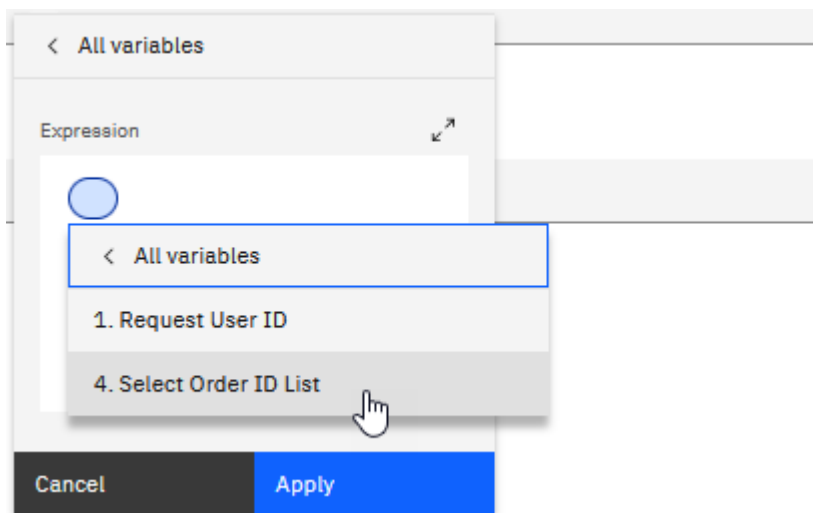 All variables
Expression
All variables
1. Request User ID
4. Select Order ID List
Cancel
Apply